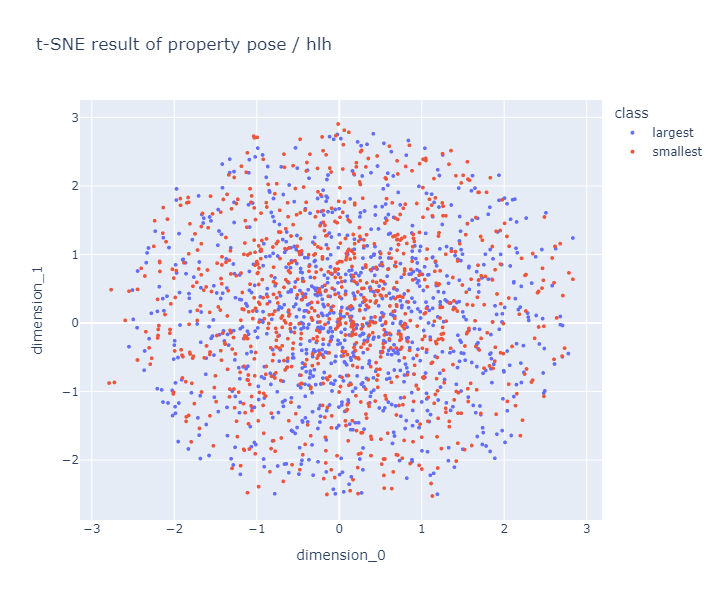 t-SNE result of property pose / hlh
class
largest
smallest
3
2
1
0
−1
−2
dimension_1
−3
−2
−1
0
1
2
3
dimension_0